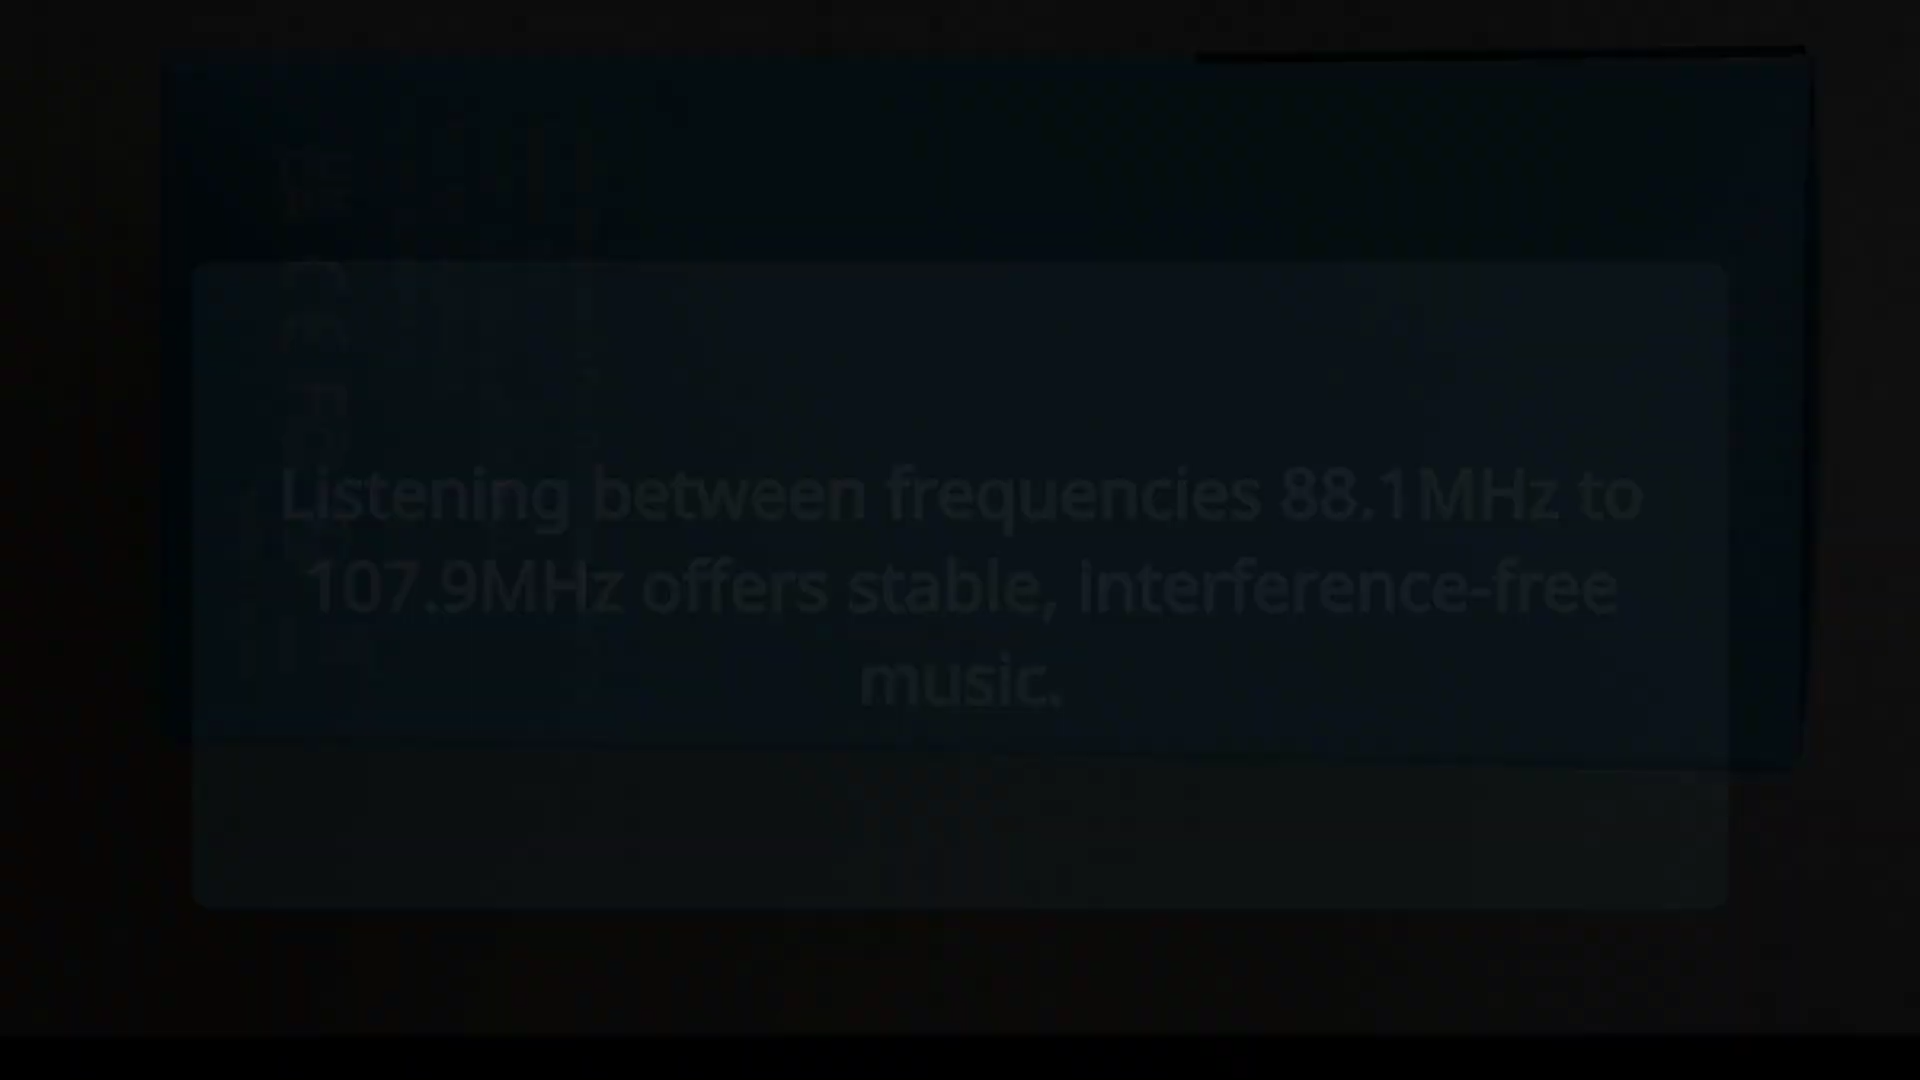 Listening between frequencies 88.1MHz to
107.9MHz offers stable, interference-free
music.